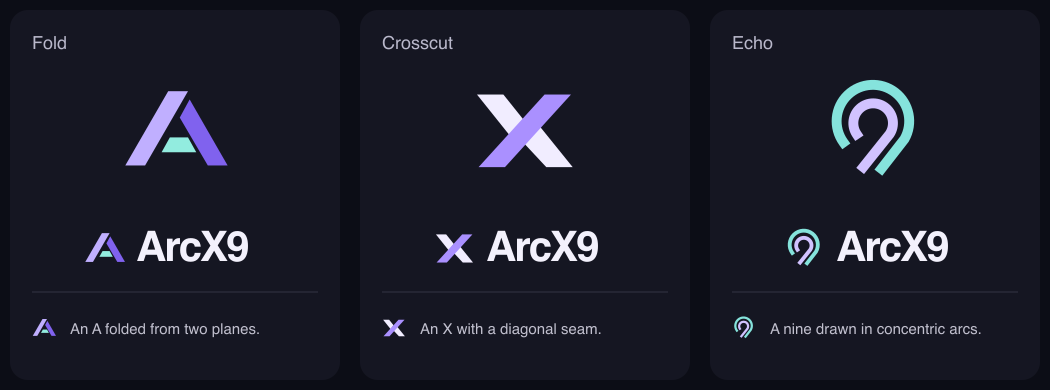 Fold
ArcX9
An A folded from two planes.
Crosscut
ArcX9
An X with a diagonal seam.
Echo
ArcX9
A nine drawn in concentric arcs.